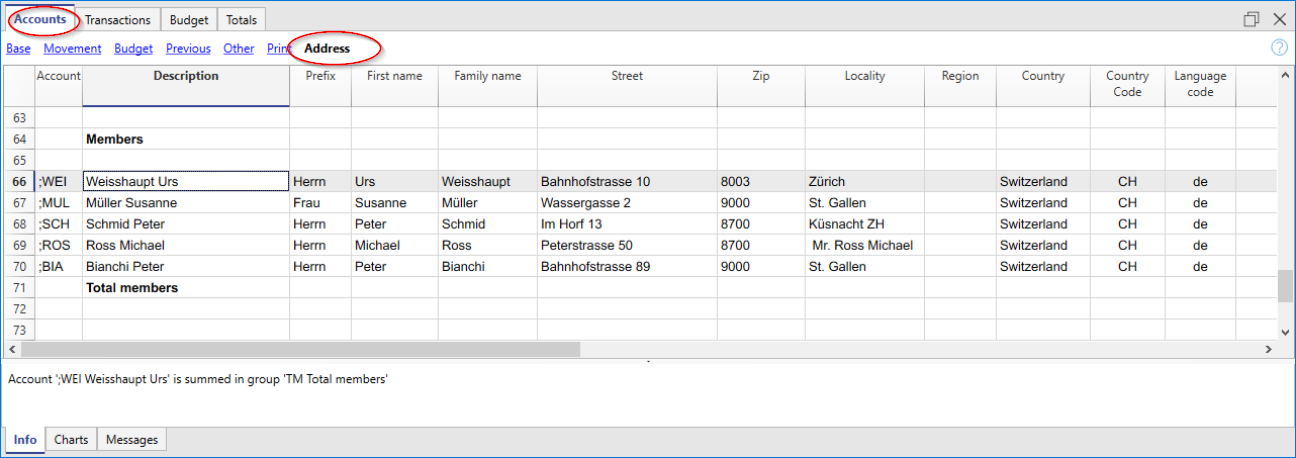 Accounts Transactions Budget Totals
Base Movement Budget Previous Other Print Address
Account Description Prefix First name Family name Street Zip Locality Region Country Country Code Language code
63
64 Members
65
66 ;WEI Weisshaupt Urs Herrn Urs Weisshaupt Bahnhofstrasse 10 8003 Zürich Switzerland CH de
67 ;MUL Müller Susanne Frau Susanne Müller Wassergasse 2 9000 St. Gallen Switzerland CH de
68 ;SCH Schmid Peter Herrn Peter Schmid Im Horf 13 8700 Küsnacht ZH Switzerland CH de
69 ;ROS Ross Michael Herrn Michael Ross Peterstrasse 50 8700 Mr. Ross Michael Switzerland CH de
70 ;BIA Bianchi Peter Herrn Peter Bianchi Bahnhofstrasse 89 9000 St. Gallen Switzerland CH de
71 Total members
72
73
Account ';WEI Weisshaupt Urs' is summed in group 'TM Total members'
Info Charts Messages